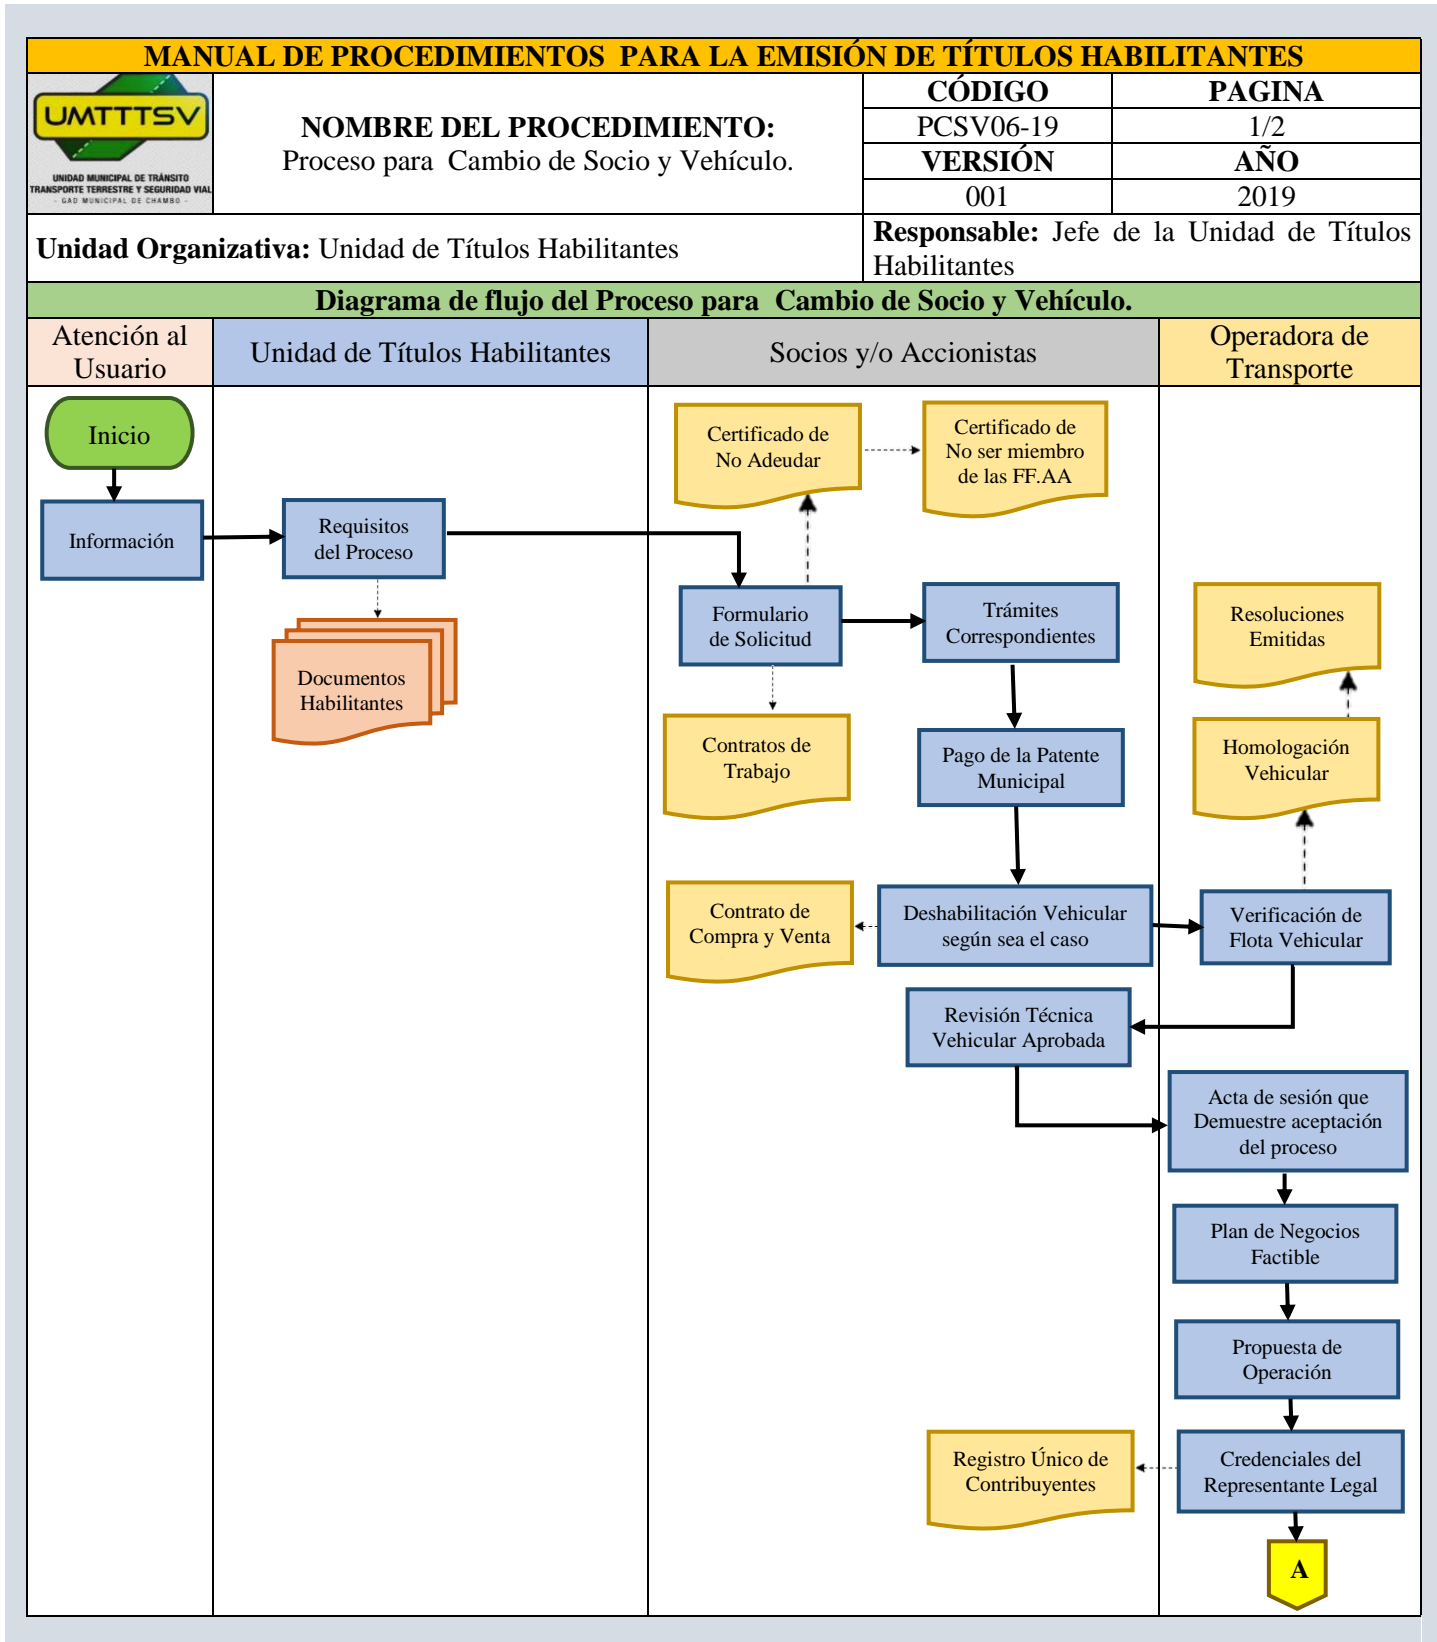 MANUAL DE PROCEDIMIENTOS  PARA LA EMISIÓN DE TÍTULOS HABILITANTES
UMTTTSV
UNIDAD MUNICIPAL DE TRÁNSITO
TRANSPORTE TERRESTRE Y SEGURIDAD VIAL
- GAD MUNICIPAL DE CHAMBO -
NOMBRE DEL PROCEDIMIENTO:
Proceso para  Cambio de Socio y Vehículo.
CÓDIGO
PAGINA
PCSV06-19
1/2
VERSIÓN
AÑO
001
2019
Unidad Organizativa: Unidad de Títulos Habilitantes
Responsable: Jefe de la Unidad de Títulos
Habilitantes
Diagrama de flujo del Proceso para  Cambio de Socio y Vehículo.
Atención al
Usuario
Unidad de Títulos Habilitantes
Socios y/o Accionistas
Operadora de
Transporte
Inicio
Certificado de
No Adeudar
Certificado de
No ser miembro
de las FF.AA
Información
Requisitos
del Proceso
Formulario
de Solicitud
Trámites
Correspondientes
Resoluciones
Emitidas
Documentos
Habilitantes
Contratos de
Trabajo
Pago de la Patente
Municipal
Homologación
Vehicular
Contrato de
Compra y Venta
Deshabilitación Vehicular
según sea el caso
Verificación de
Flota Vehicular
Revisión Técnica
Vehicular Aprobada
Acta de sesión que
Demuestre aceptación
del proceso
Plan de Negocios
Factible
Propuesta de
Operación
Registro Único de
Contribuyentes
Credenciales del
Representante Legal
A